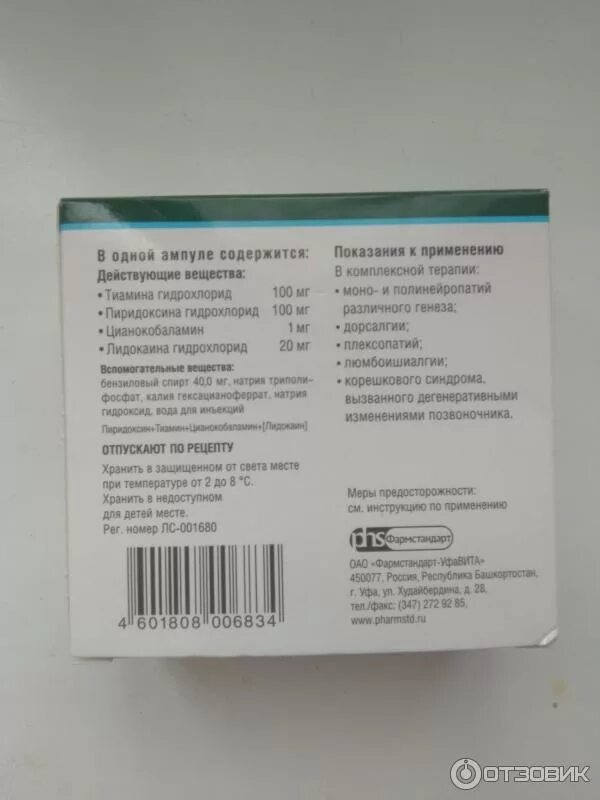 В одной ампуле содержится:
Действующие вещества:
• Тиамина гидрохлорид 100 мг
• Пиридоксина гидрохлорид 100 мг
• Цианокобаламин 1 мг
• Лидокаина гидрохлорид 20 мг
Вспомогательные вещества:
бензиловый спирт 40,0 мг, натрия триполи-
фосфат, калия гексацианоферрат, натрия
гидроксид, вода для инъекций
Пиридоксин+Тиамин+Цианокобаламин+[Лидокаин]
ОТПУСКАЮТ ПО РЕЦЕПТУ
Хранить в защищенном от света месте
при температуре от 2 до 8 °С.
Хранить в недоступном
для детей месте.
Рег. номер ЛС-001680
4 601808 006834
Показания к применению
В комплексной терапии:
• моно- и полинейропатий
различного генеза;
• дорсалгии;
• плексопатий;
• люмбоишиалгии;
• корешкового синдрома,
вызванного дегенеративными
изменениями позвоночника.
Меры предосторожности:
см. инструкцию по применению
phs Фармстандарт
ОАО «Фармстандарт-УфаВИТА»
450077, Россия, Республика Башкортостан,
г. Уфа, ул. Худайбердина, д. 28,
тел./факс: (347) 272 92 85,
www.pharmstd.ru
ОТЗОВИК